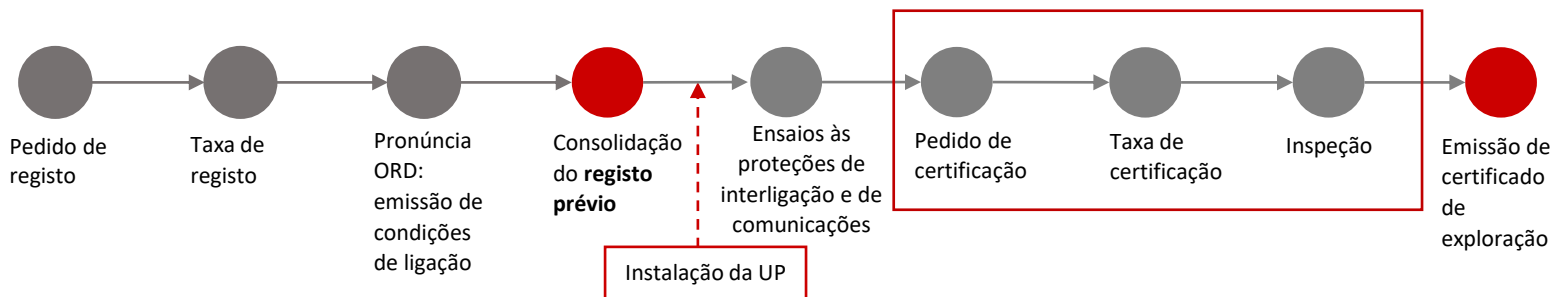 Pedido de
registo
Taxa de
registo
Pronúncia
ORD:
emissão de
condições
de ligação
Consolidação
do registo
prévio
Instalação da UP
Ensaios às
proteções de
interligação e de
comunicações
Pedido de
certificação
Taxa de
certificação
Inspeção
Emissão de
certificado
de
exploração